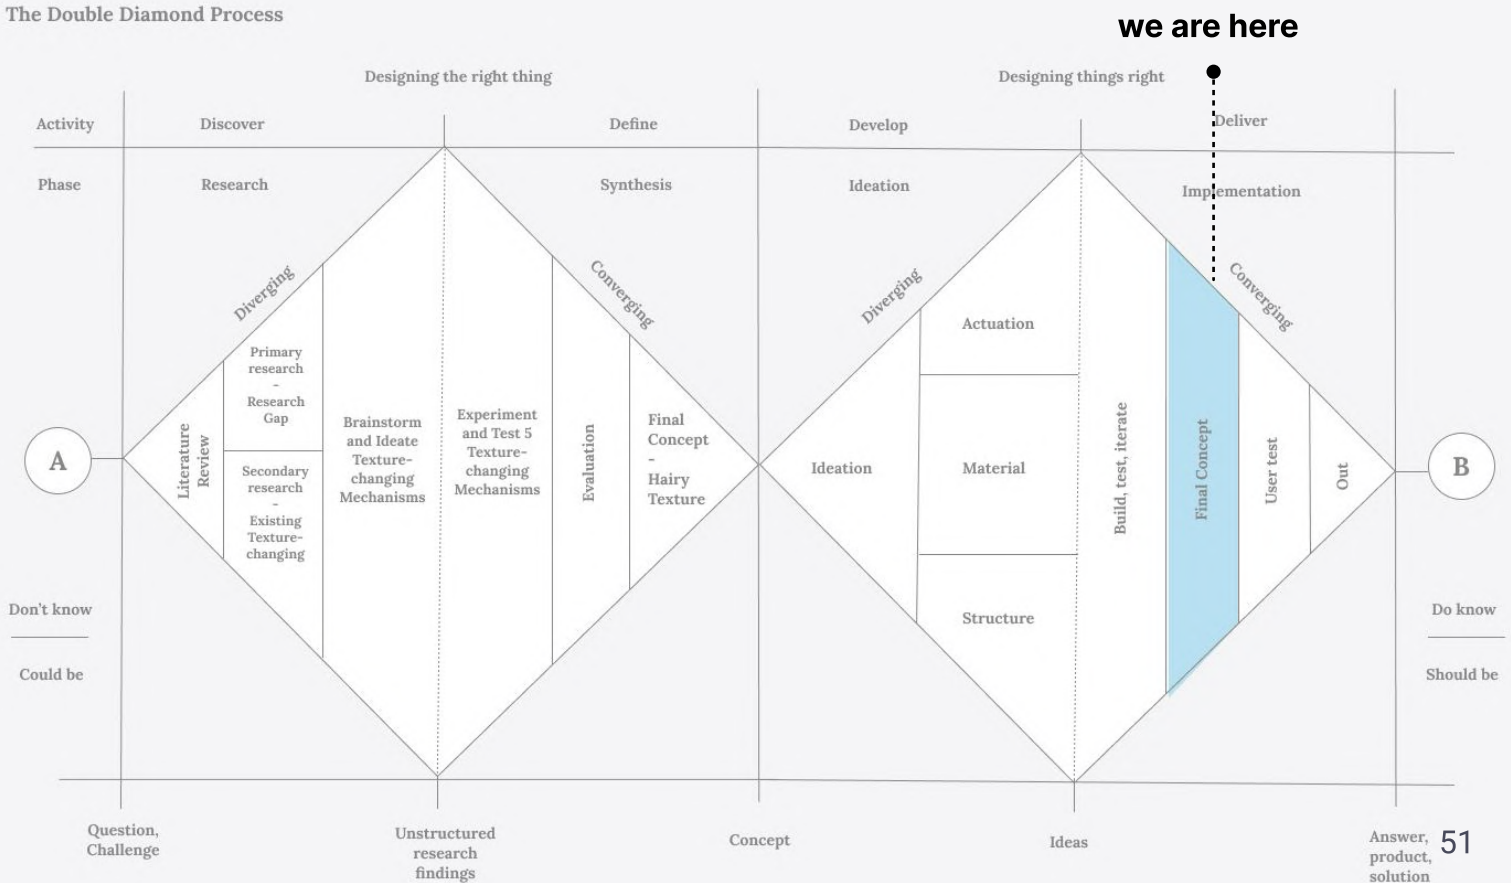 The Double Diamond Process
we are here
Designing the right thing
Designing things right
Activity
Discover
Define
Develop
Deliver
Phase
Research
Synthesis
Ideation
Implementation
Diverging
Converging
Diverging
Converging
A
Literature
Review
Primary
research
-
Research
Gap
Secondary
research
-
Existing
Texture-
changing
Brainstorm
and Ideate
Texture-
changing
Mechanisms
Experiment
and Test 5
Texture-
changing
Mechanisms
Evaluation
Final
Concept
-
Hairy
Texture
Ideation
Actuation
Material
Structure
Build, test, iterate
Final Concept
User test
Out
B
Don't know
Could be
Do know
Should be
Question,
Challenge
Unstructured
research
findings
Concept
Ideas
Answer,
product,
solution
51